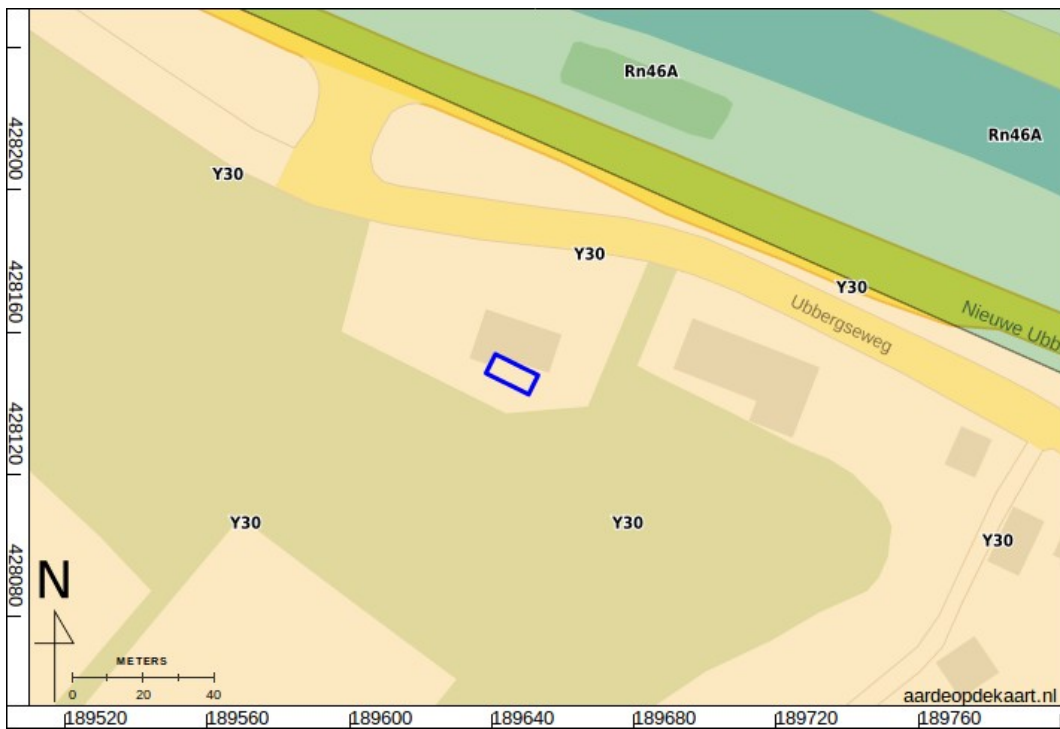 Rn46A
Rn46A
428200
Y30
Y30
Y30
Ubbergseweg
Nieuwe Ubb
428160
428120
Y30
Y30
Y30
428080
N
METERS
0 20 40
aardeopdekaart.nl
189520 189560 189600 189640 189680 189720 189760